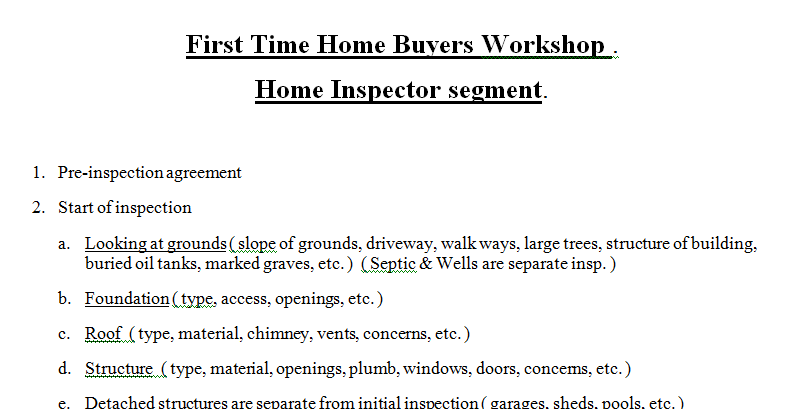 First Time Home Buyers Workshop .
Home Inspector segment.
1. Pre-inspection agreement
2. Start of inspection
a. Looking at grounds ( slope of grounds, driveway, walk ways, large trees, structure of building,
buried oil tanks, marked graves, etc. ) ( Septic & Wells are separate insp. )
b. Foundation ( type, access, openings, etc. )
c. Roof ( type, material, chimney, vents, concerns, etc. )
d. Structure ( type, material, openings, plumb, windows, doors, concerns, etc. )
e. Detached structures are separate from initial inspection ( garages, sheds, pools, etc. )